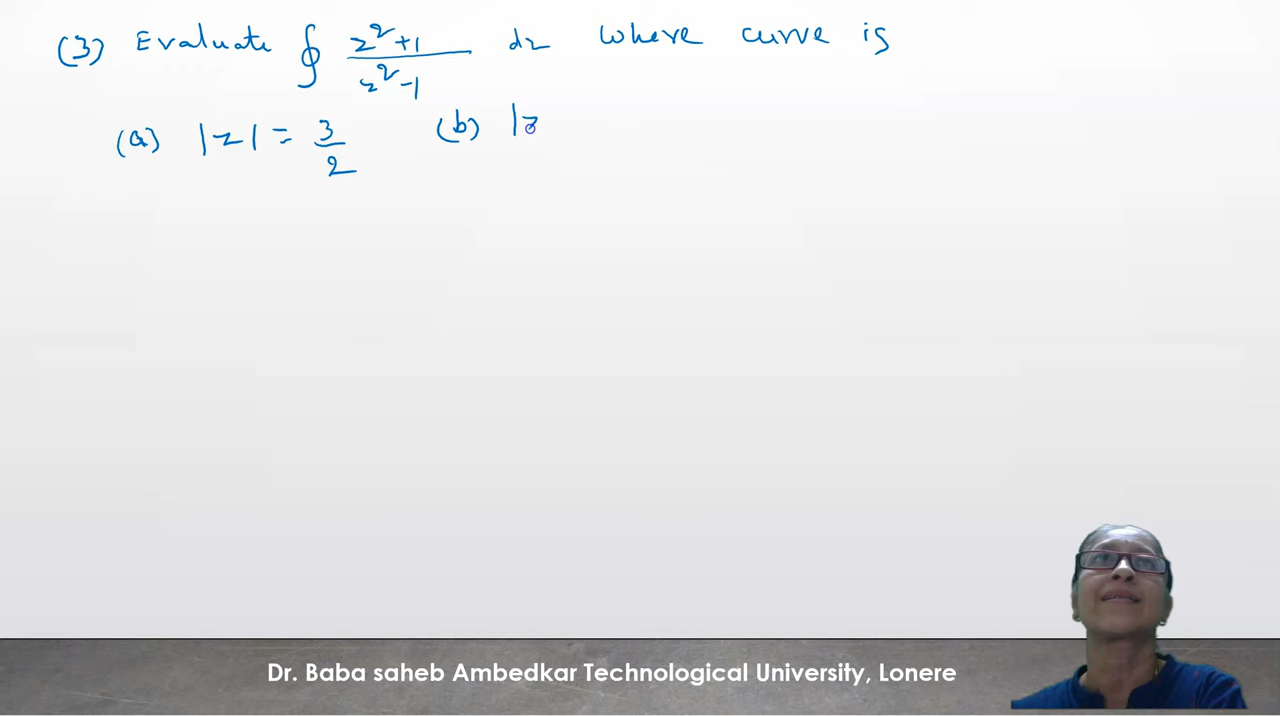 (3) Evaluate ∮ z²+1 / z²-1 dz where curve is
(a) |z| = 3/2 (b) |z
Dr. Baba saheb Ambedkar Technological University, Lonere